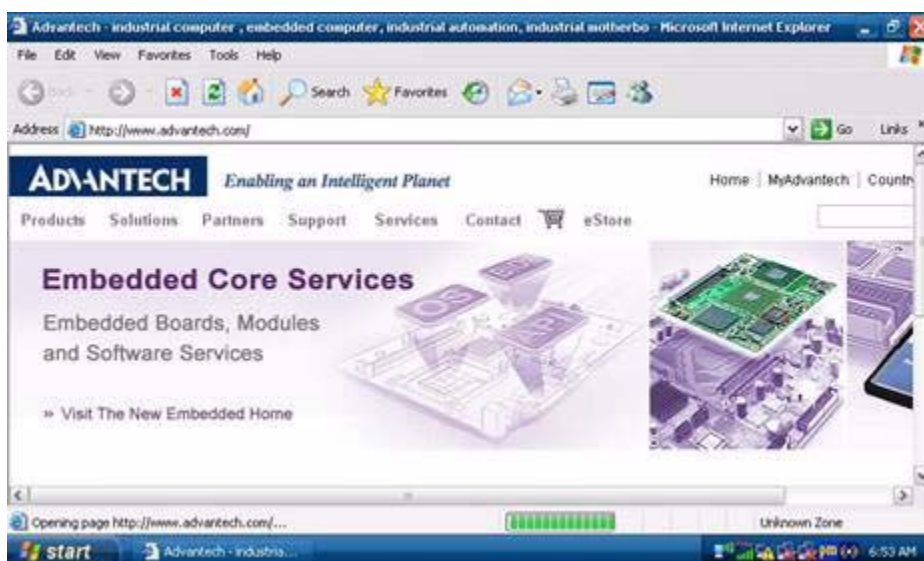 Advantech - industrial computer , embedded computer, industrial automation, industrial motherbo - Microsoft Internet Explorer
File Edit View Favorites Tools Help
Back Search Favorites
Address http://www.advantech.com/ Go Links
ADVANTECH Enabling an Intelligent Planet Home | MyAdvantech | Countr
Products Solutions Partners Support Services Contact eStore
Embedded Core Services
Embedded Boards, Modules
and Software Services
» Visit The New Embedded Home
OS
API
Opening page http://www.advantech.com/... Unknown Zone
start Advantech - industria... 6:53 AM